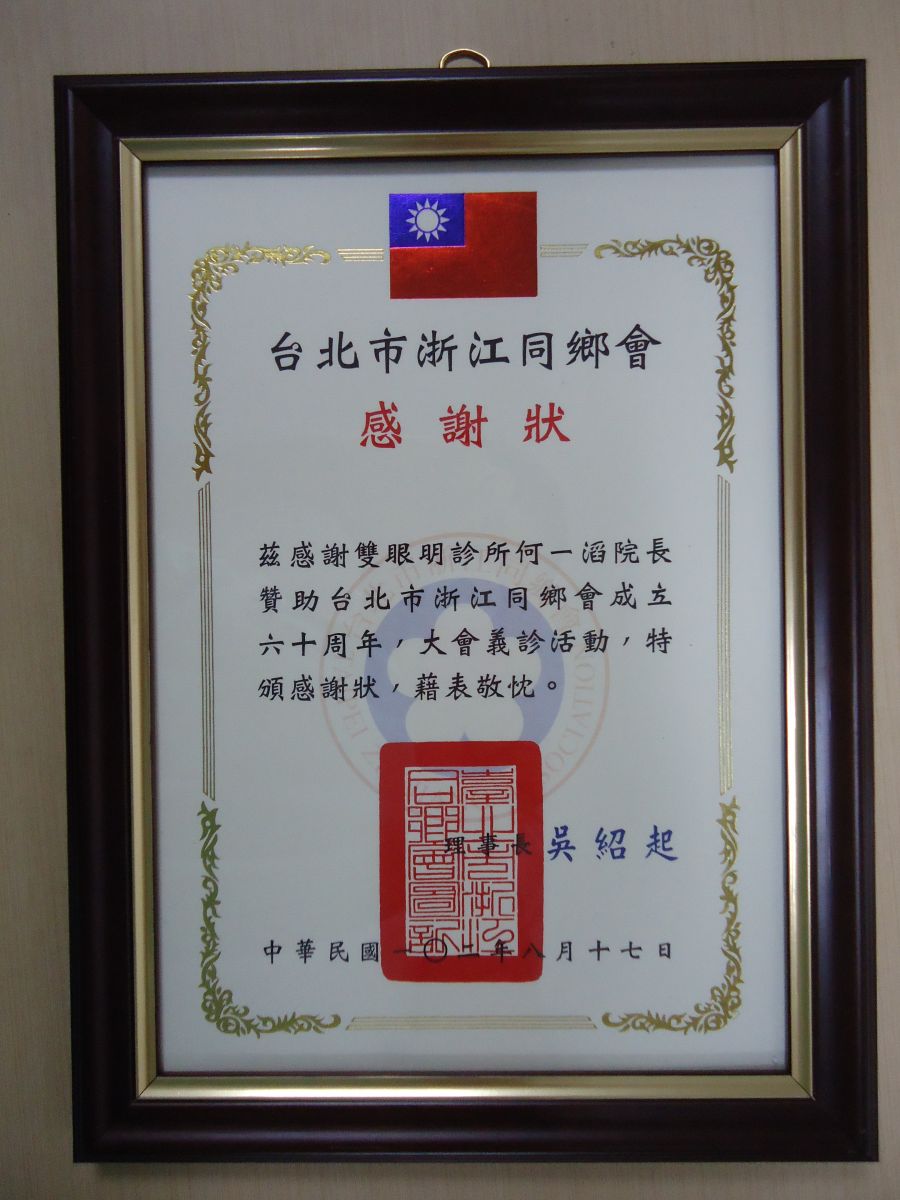 台北市浙江同鄉會
感謝狀
茲感謝雙眼明診所何一滔院長
贊助台北市浙江同鄉會成立
六十周年，大會義診活動，特
頒感謝狀，藉表敬忱。
理事長 吳紹起
中華民國一〇二年八月十七日